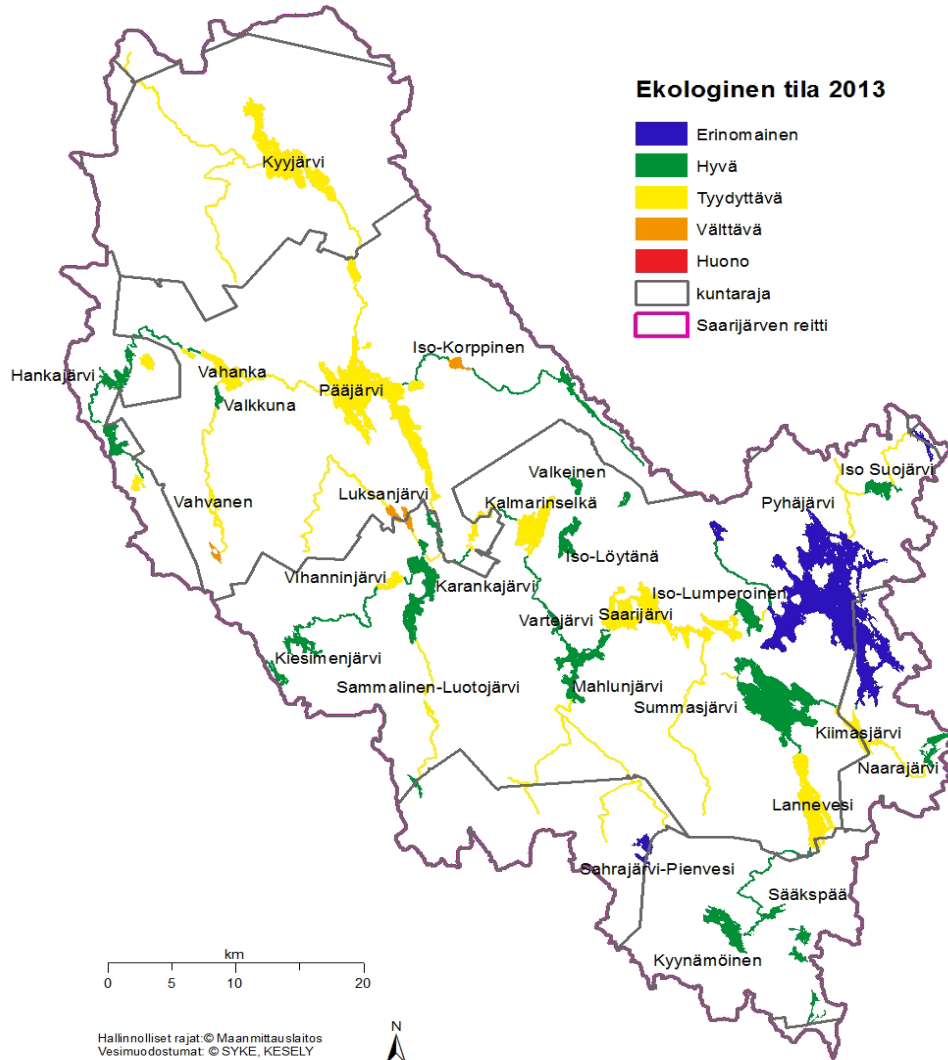 Ekologinen tila 2013
Erinomainen
Hyvä
Tyydyttävä
Välttävä
Huono
kuntaraja
Saarijärven reitti
Kyyjärvi
Iso-Korppinen
Hankajärvi
Vahanka
Pääjärvi
Valkkuna
Iso Suojärvi
Valkeinen
Luksanjärvi
Kalmarinselkä
Pyhäjärvi
Vahvanen
Iso-Löytänä
Vihanninjärvi
Karankajärvi
Iso-Lumperoinen
Saarijärvi
Vartejärvi
Kiesimenjärvi
Sammalinen-Luotojärvi
Mahlunjärvi
Summasjärvi
Kiimasjärvi
Naarajärvi
Lannevesi
Sahrajärvi-Pienvesi
Sääkspää
Kyynämöinen
km
0 5 10 20
N
Hallinnolliset rajat:© Maanmittauslaitos
Vesimuodostumat: © SYKE, KESELY